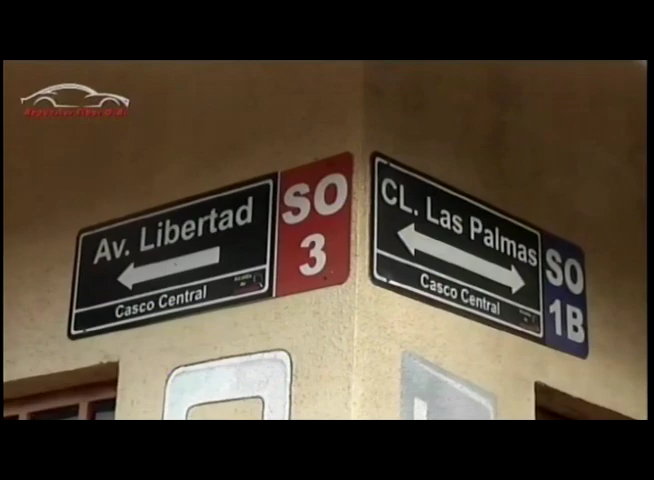 Av. Libertad
Casco Central
SO
3
CL. Las Palmas
Casco Central
SO
1B